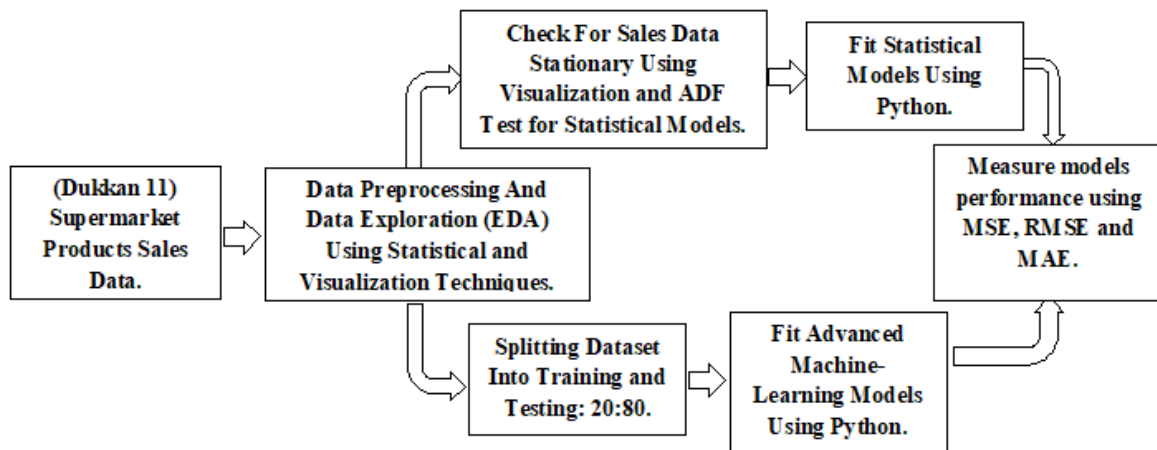 (Dukkan 11)
Supermarket
Products Sales
Data.
Data Preprocessing And
Data Exploration (EDA)
Using Statistical and
Visualization Techniques.
Check For Sales Data
Stationary Using
Visualization and ADF
Test for Statistical Models.
Fit Statistical
Models Using
Python.
Splitting Dataset
Into Training and
Testing: 20:80.
Fit Advanced
Machine-
Learning Models
Using Python.
Measure models
performance using
MSE, RMSE and
MAE.